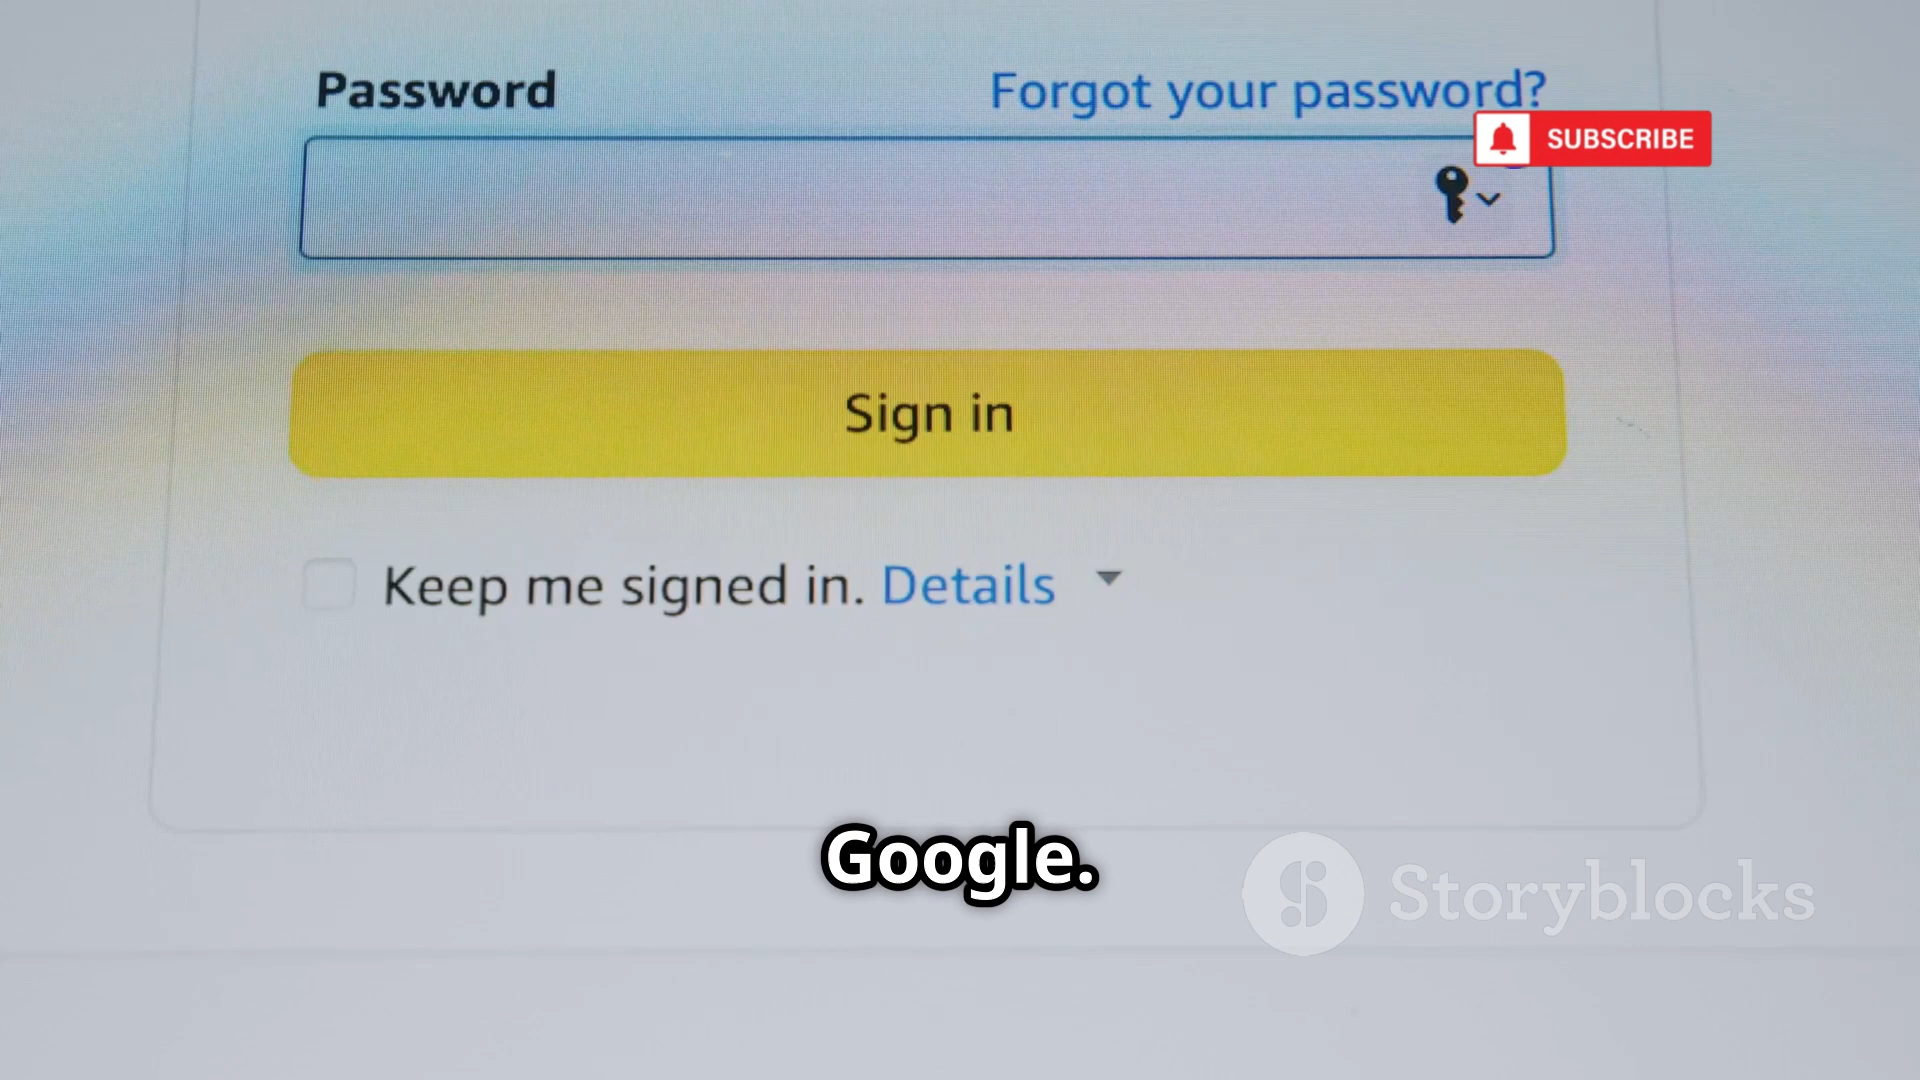 Password
Forgot your password?
SUBSCRIBE
Sign in
Keep me signed in. Details
Google.
Storyblocks